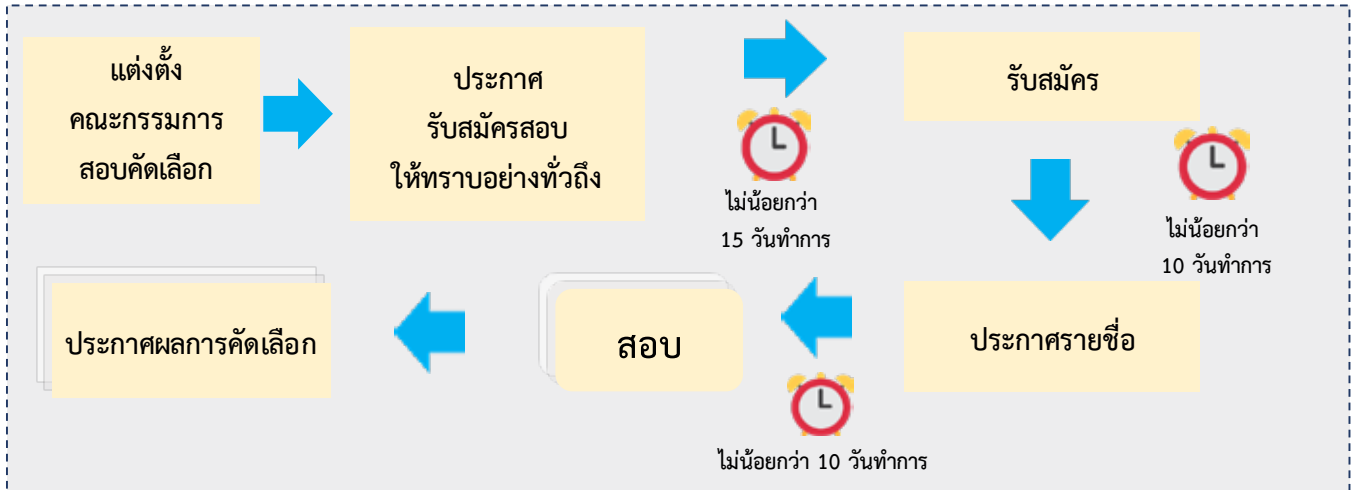 แต่งตั้ง
คณะกรรมการ
สอบคัดเลือก
ประกาศ
รับสมัครสอบ
ให้ทราบอย่างทั่วถึง
ไม่น้อยกว่า
15 วันทำการ
รับสมัคร
ไม่น้อยกว่า
10 วันทำการ
ประกาศรายชื่อ
ไม่น้อยกว่า 10 วันทำการ
สอบ
ประกาศผลการคัดเลือก